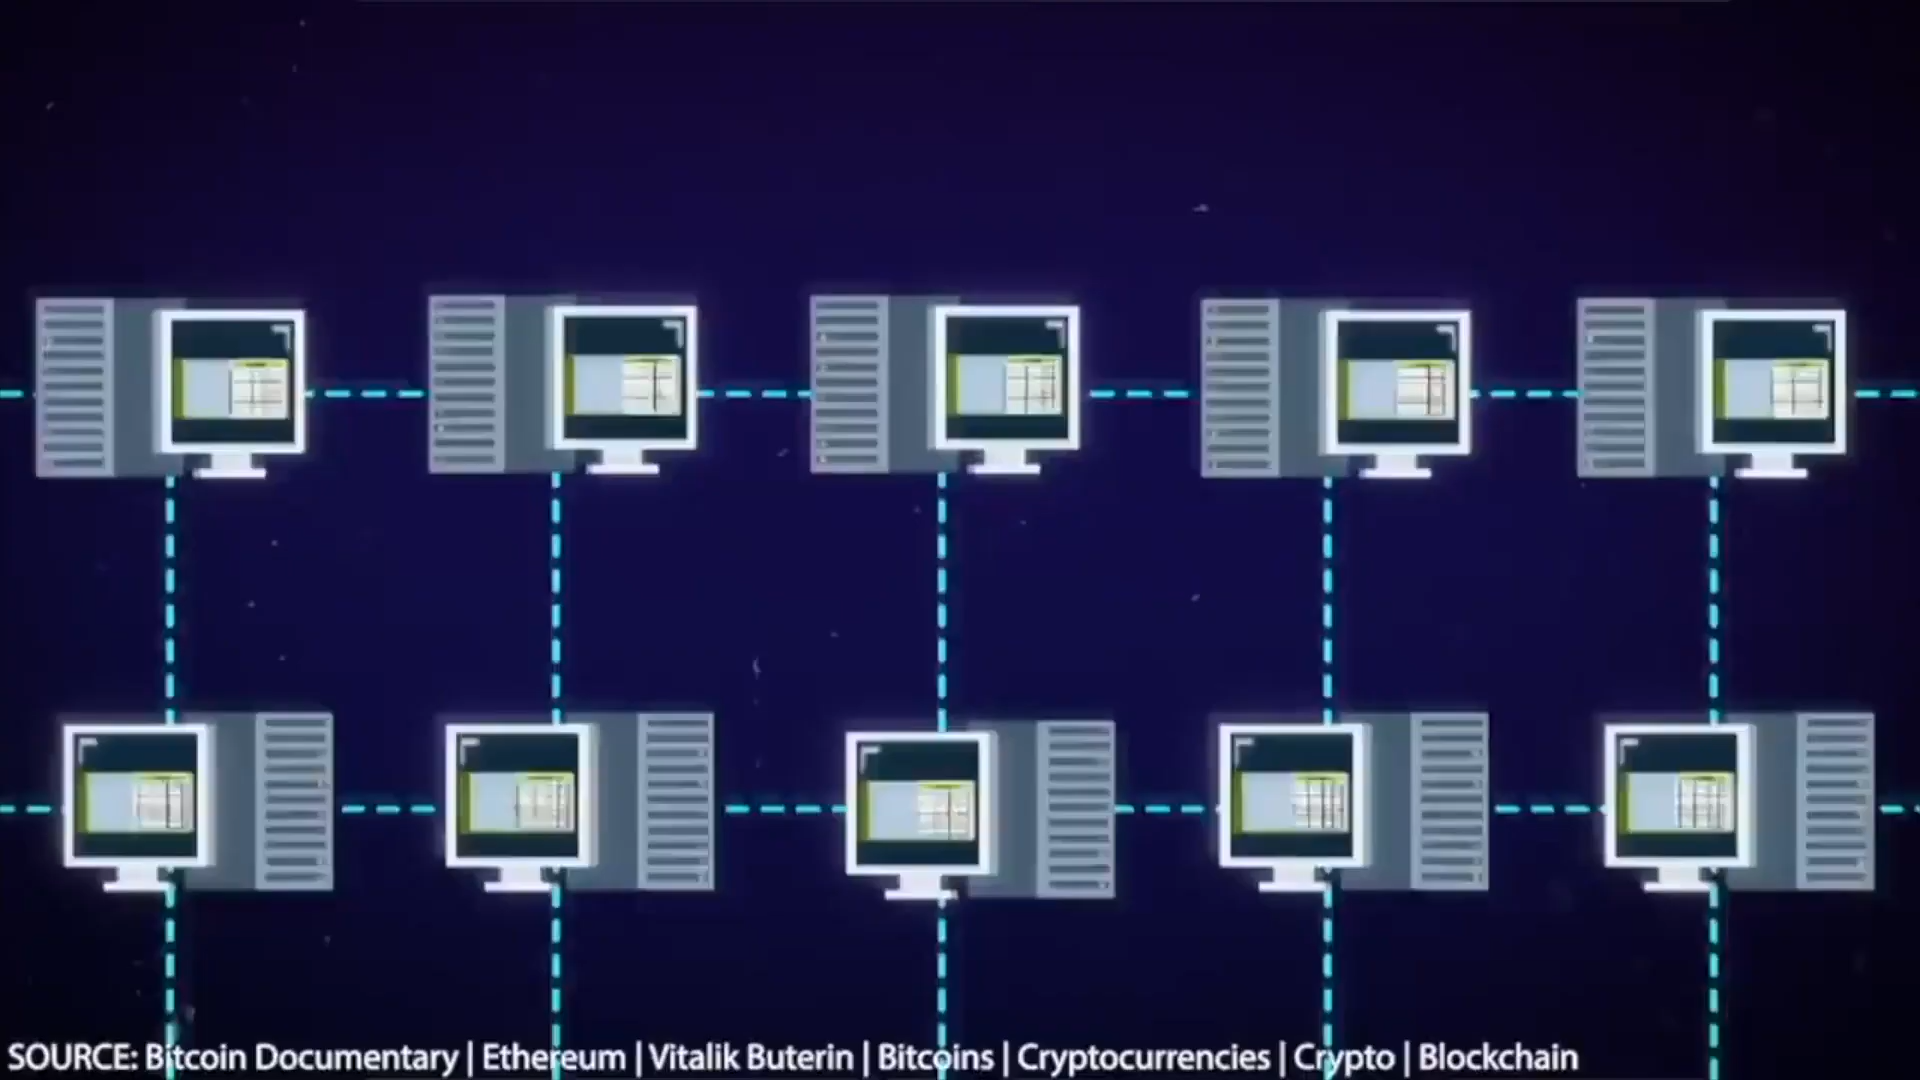 SOURCE: Bitcoin Documentary | Ethereum | Vitalik Buterin | Bitcoins | Cryptocurrencies | Crypto | Blockchain